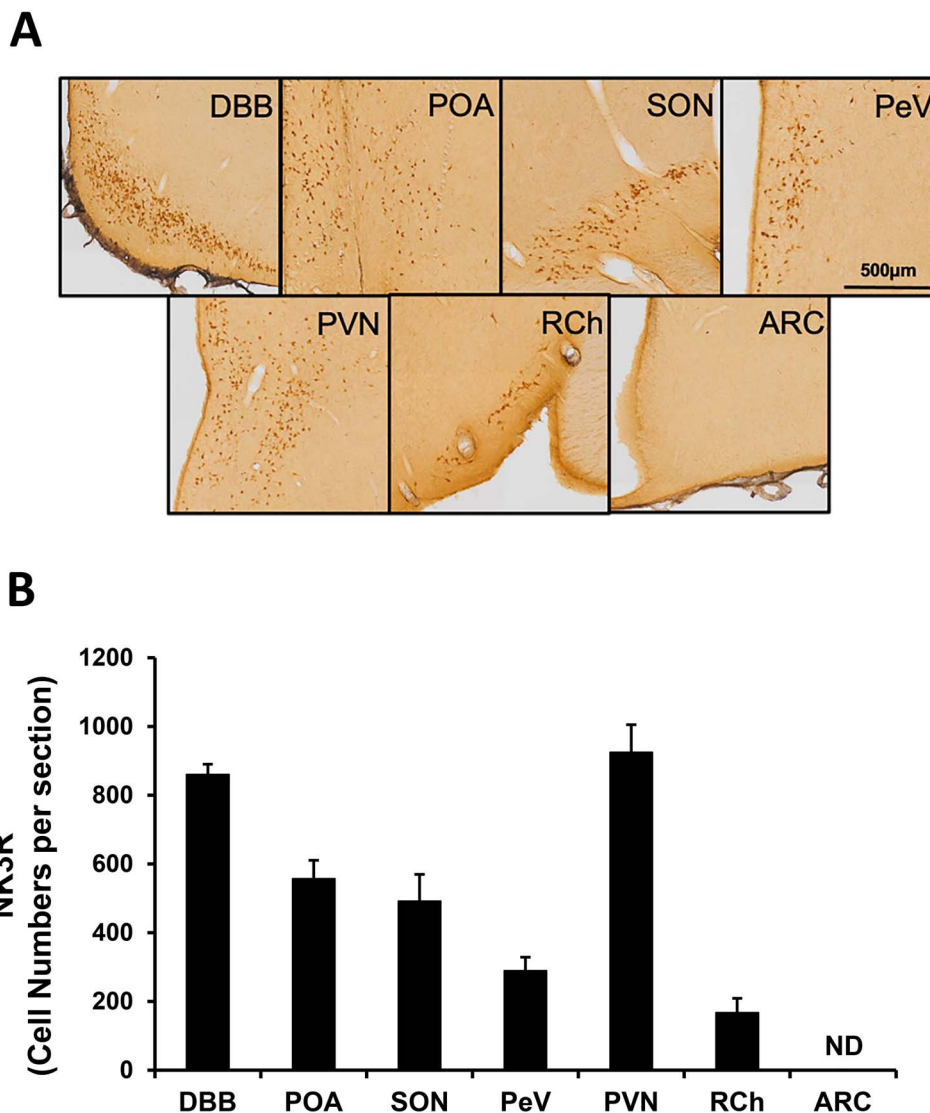 A
DBB
POA
SON
PeV
500µm
PVN
RCh
ARC
B
NK3R
(Cell Numbers per section)
1200
1000
800
600
400
200
0
ND
DBB POA SON PeV PVN RCh ARC